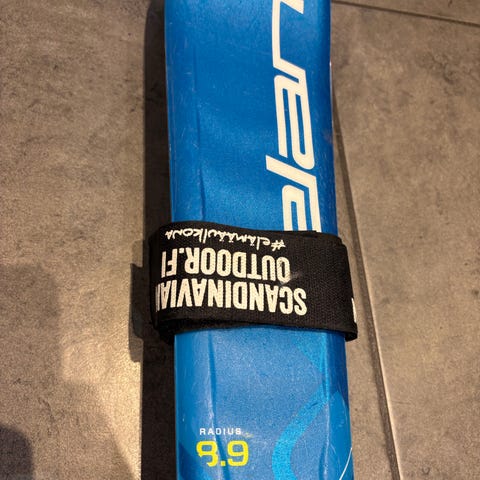 SCANDINAVIAN
OUTDOOR.FI
#elämäulkona
RADIUS
8.9